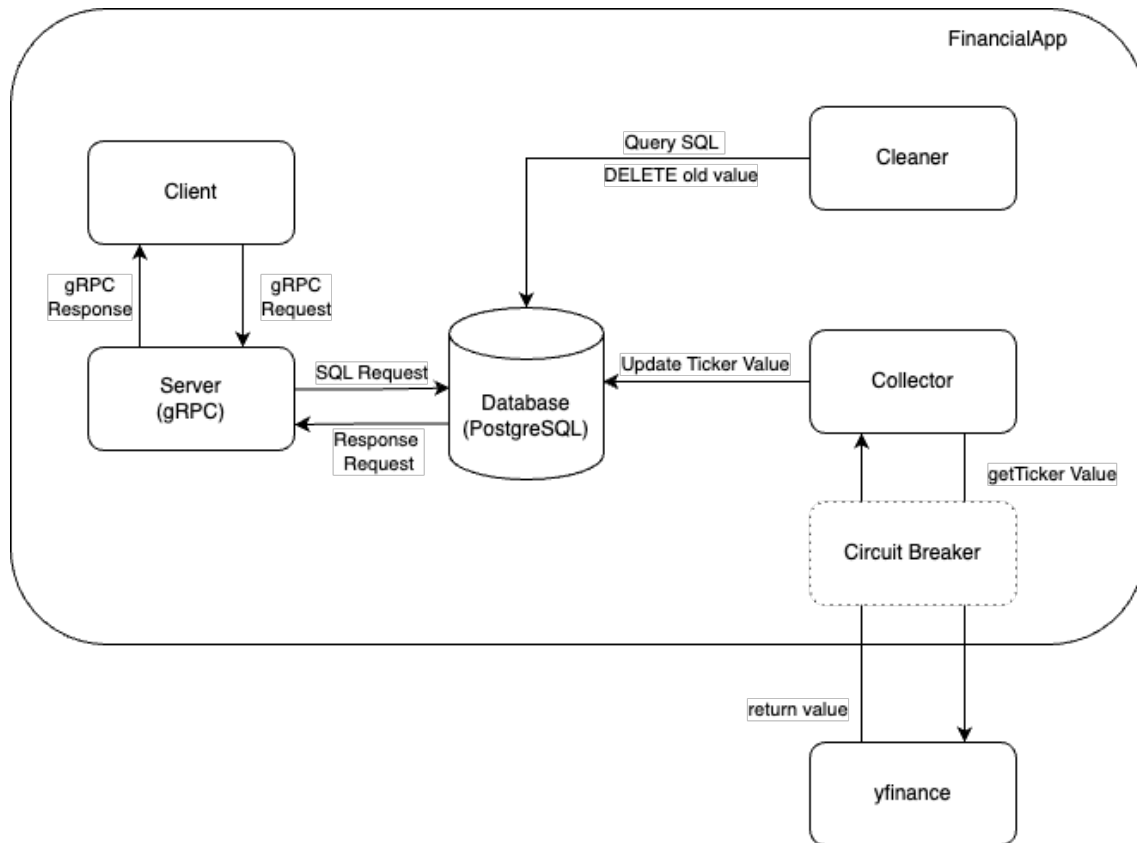 FinancialApp
Query SQL
DELETE old value
Cleaner
Client
gRPC
Response
gRPC
Request
Server
(gRPC)
SQL Request
Response
Request
Database
(PostgreSQL)
Update Ticker Value
Collector
getTicker Value
Circuit Breaker
return value
yfinance